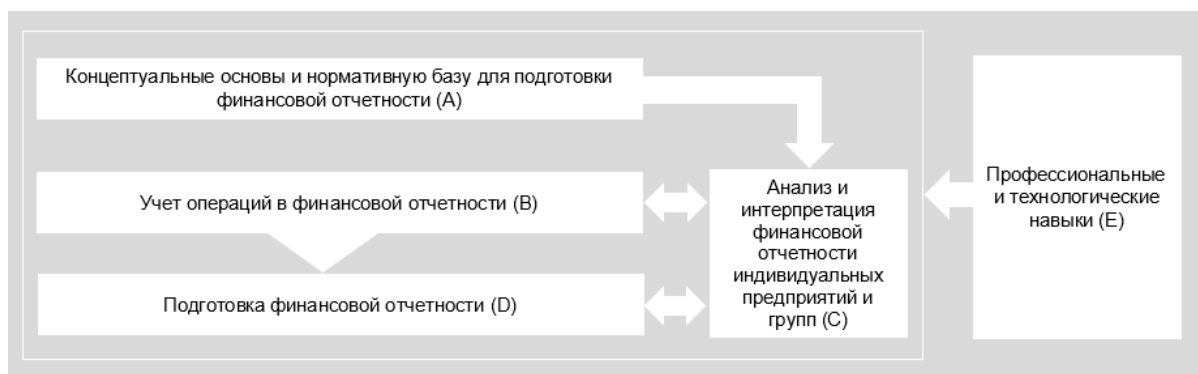 Концептуальные основы и нормативную базу для подготовки
финансовой отчетности (A)
Учет операций в финансовой отчетности (B)
Подготовка финансовой отчетности (D)
Анализ и
интерпретация
финансовой
отчетности
индивидуальных
предприятий и
групп (C)
Профессиональные
и технологические
навыки (E)